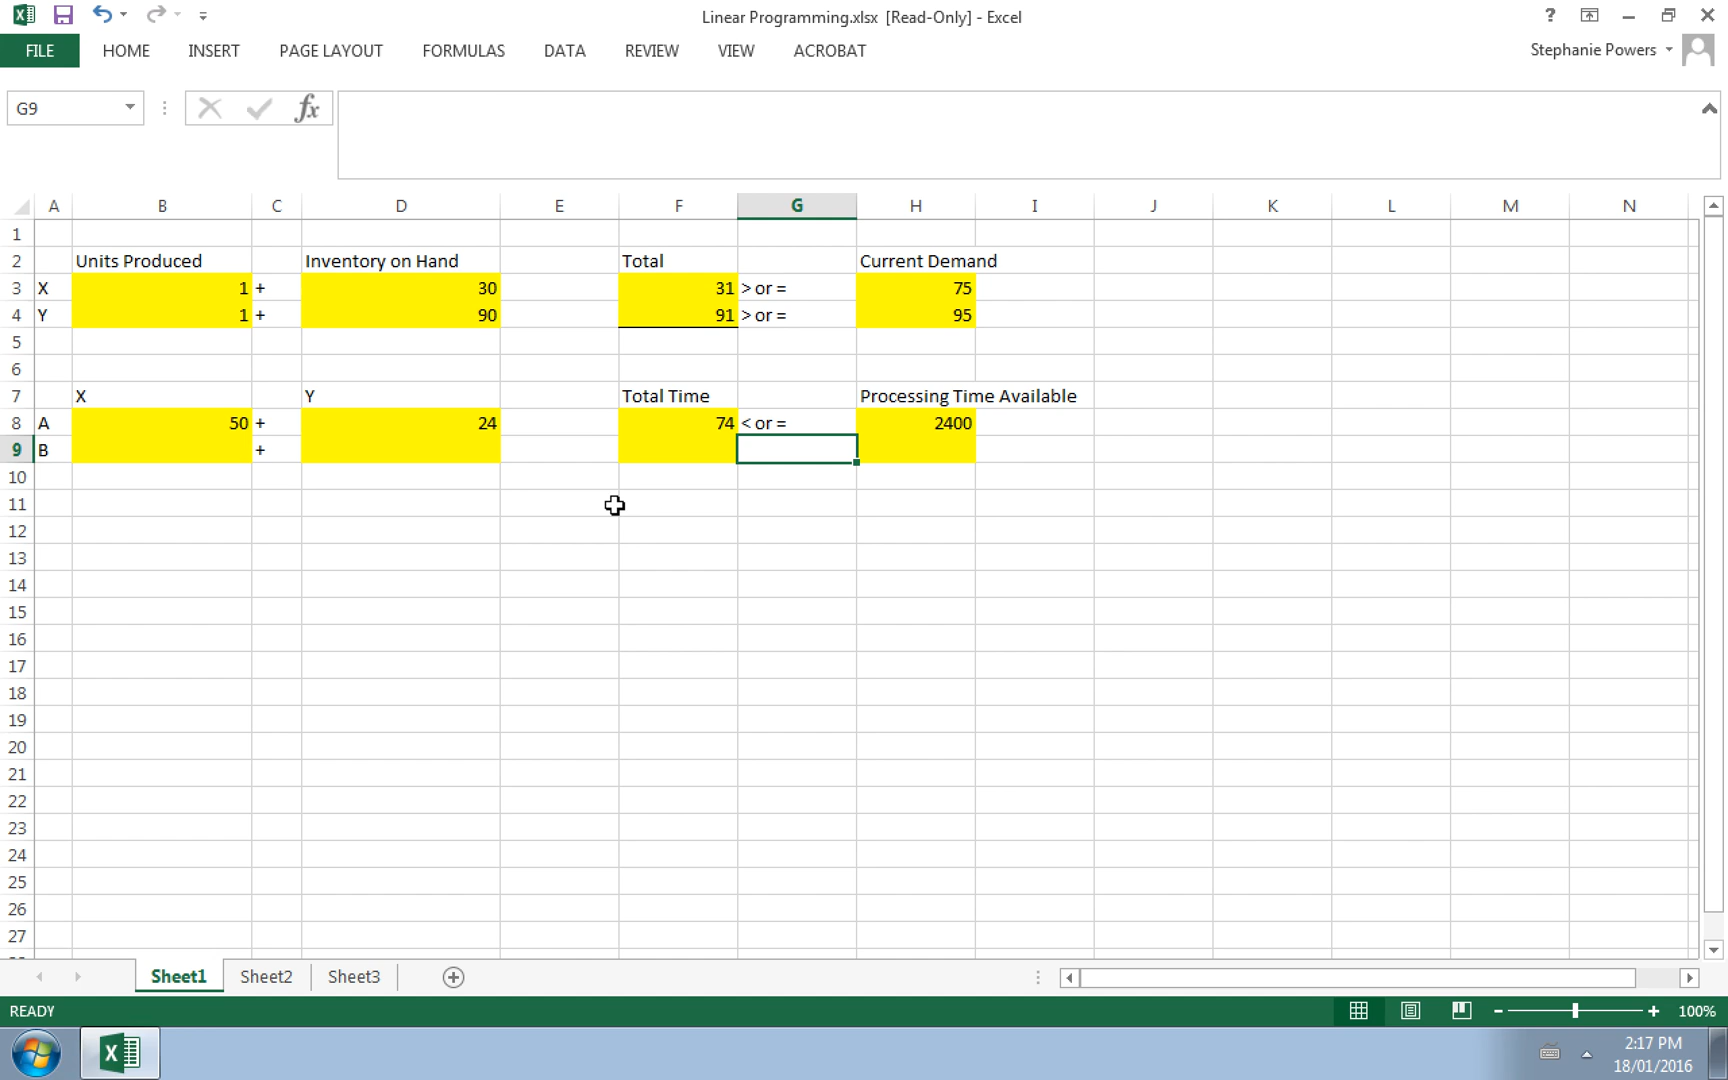 Linear Programming.xlsx [Read-Only] - Excel
?
FILE HOME INSERT PAGE LAYOUT FORMULAS DATA REVIEW VIEW ACROBAT Stephanie Powers
G9 fx
A B C D E F G H I J K L M N
1
2 Units Produced Inventory on Hand Total Current Demand
3 X 1 + 30 31 > or = 75
4 Y 1 + 90 91 > or = 95
5
6
7 X Y Total Time Processing Time Available
8 A 50 + 24 74 < or = 2400
9 B +
10
11
12
13
14
15
16
17
18
19
20
21
22
23
24
25
26
27
Sheet1 Sheet2 Sheet3
READY 100%
2:17 PM
18/01/2016